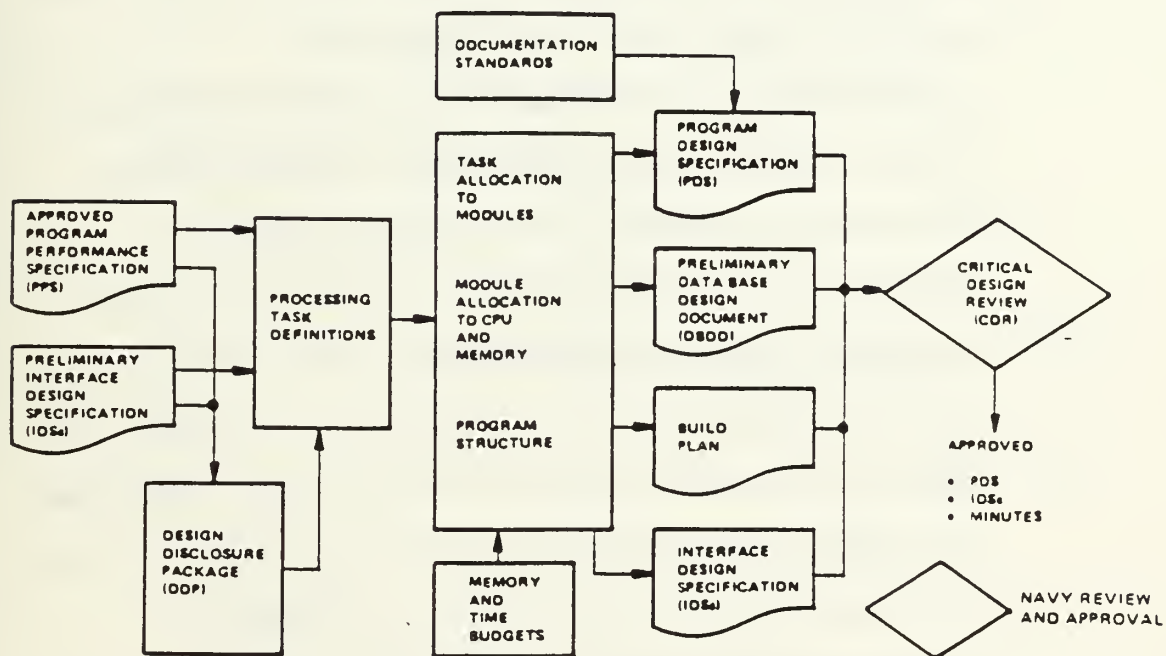 DOCUMENTATION
STANDARDS
PROGRAM
DESIGN
SPECIFICATION
(PDS)
TASK
ALLOCATION
TO
MODULES
MODULE
ALLOCATION
TO CPU
AND
MEMORY
PROGRAM
STRUCTURE
APPROVED
PROGRAM
PERFORMANCE
SPECIFICATION
(PPS)
PROCESSING
TASK
DEFINITIONS
PRELIMINARY
INTERFACE
DESIGN
SPECIFICATION
(IDSs)
DESIGN
DISCLOSURE
PACKAGE
(DDP)
MEMORY
AND
TIME
BUDGETS
PRELIMINARY
DATA BASE
DESIGN
DOCUMENT
(DBDD)
BUILD
PLAN
INTERFACE
DESIGN
SPECIFICATION
(IDSs)
CRITICAL
DESIGN
REVIEW
(CDR)
APPROVED
• PDS
• IDSs
• MINUTES
NAVY REVIEW
AND APPROVAL